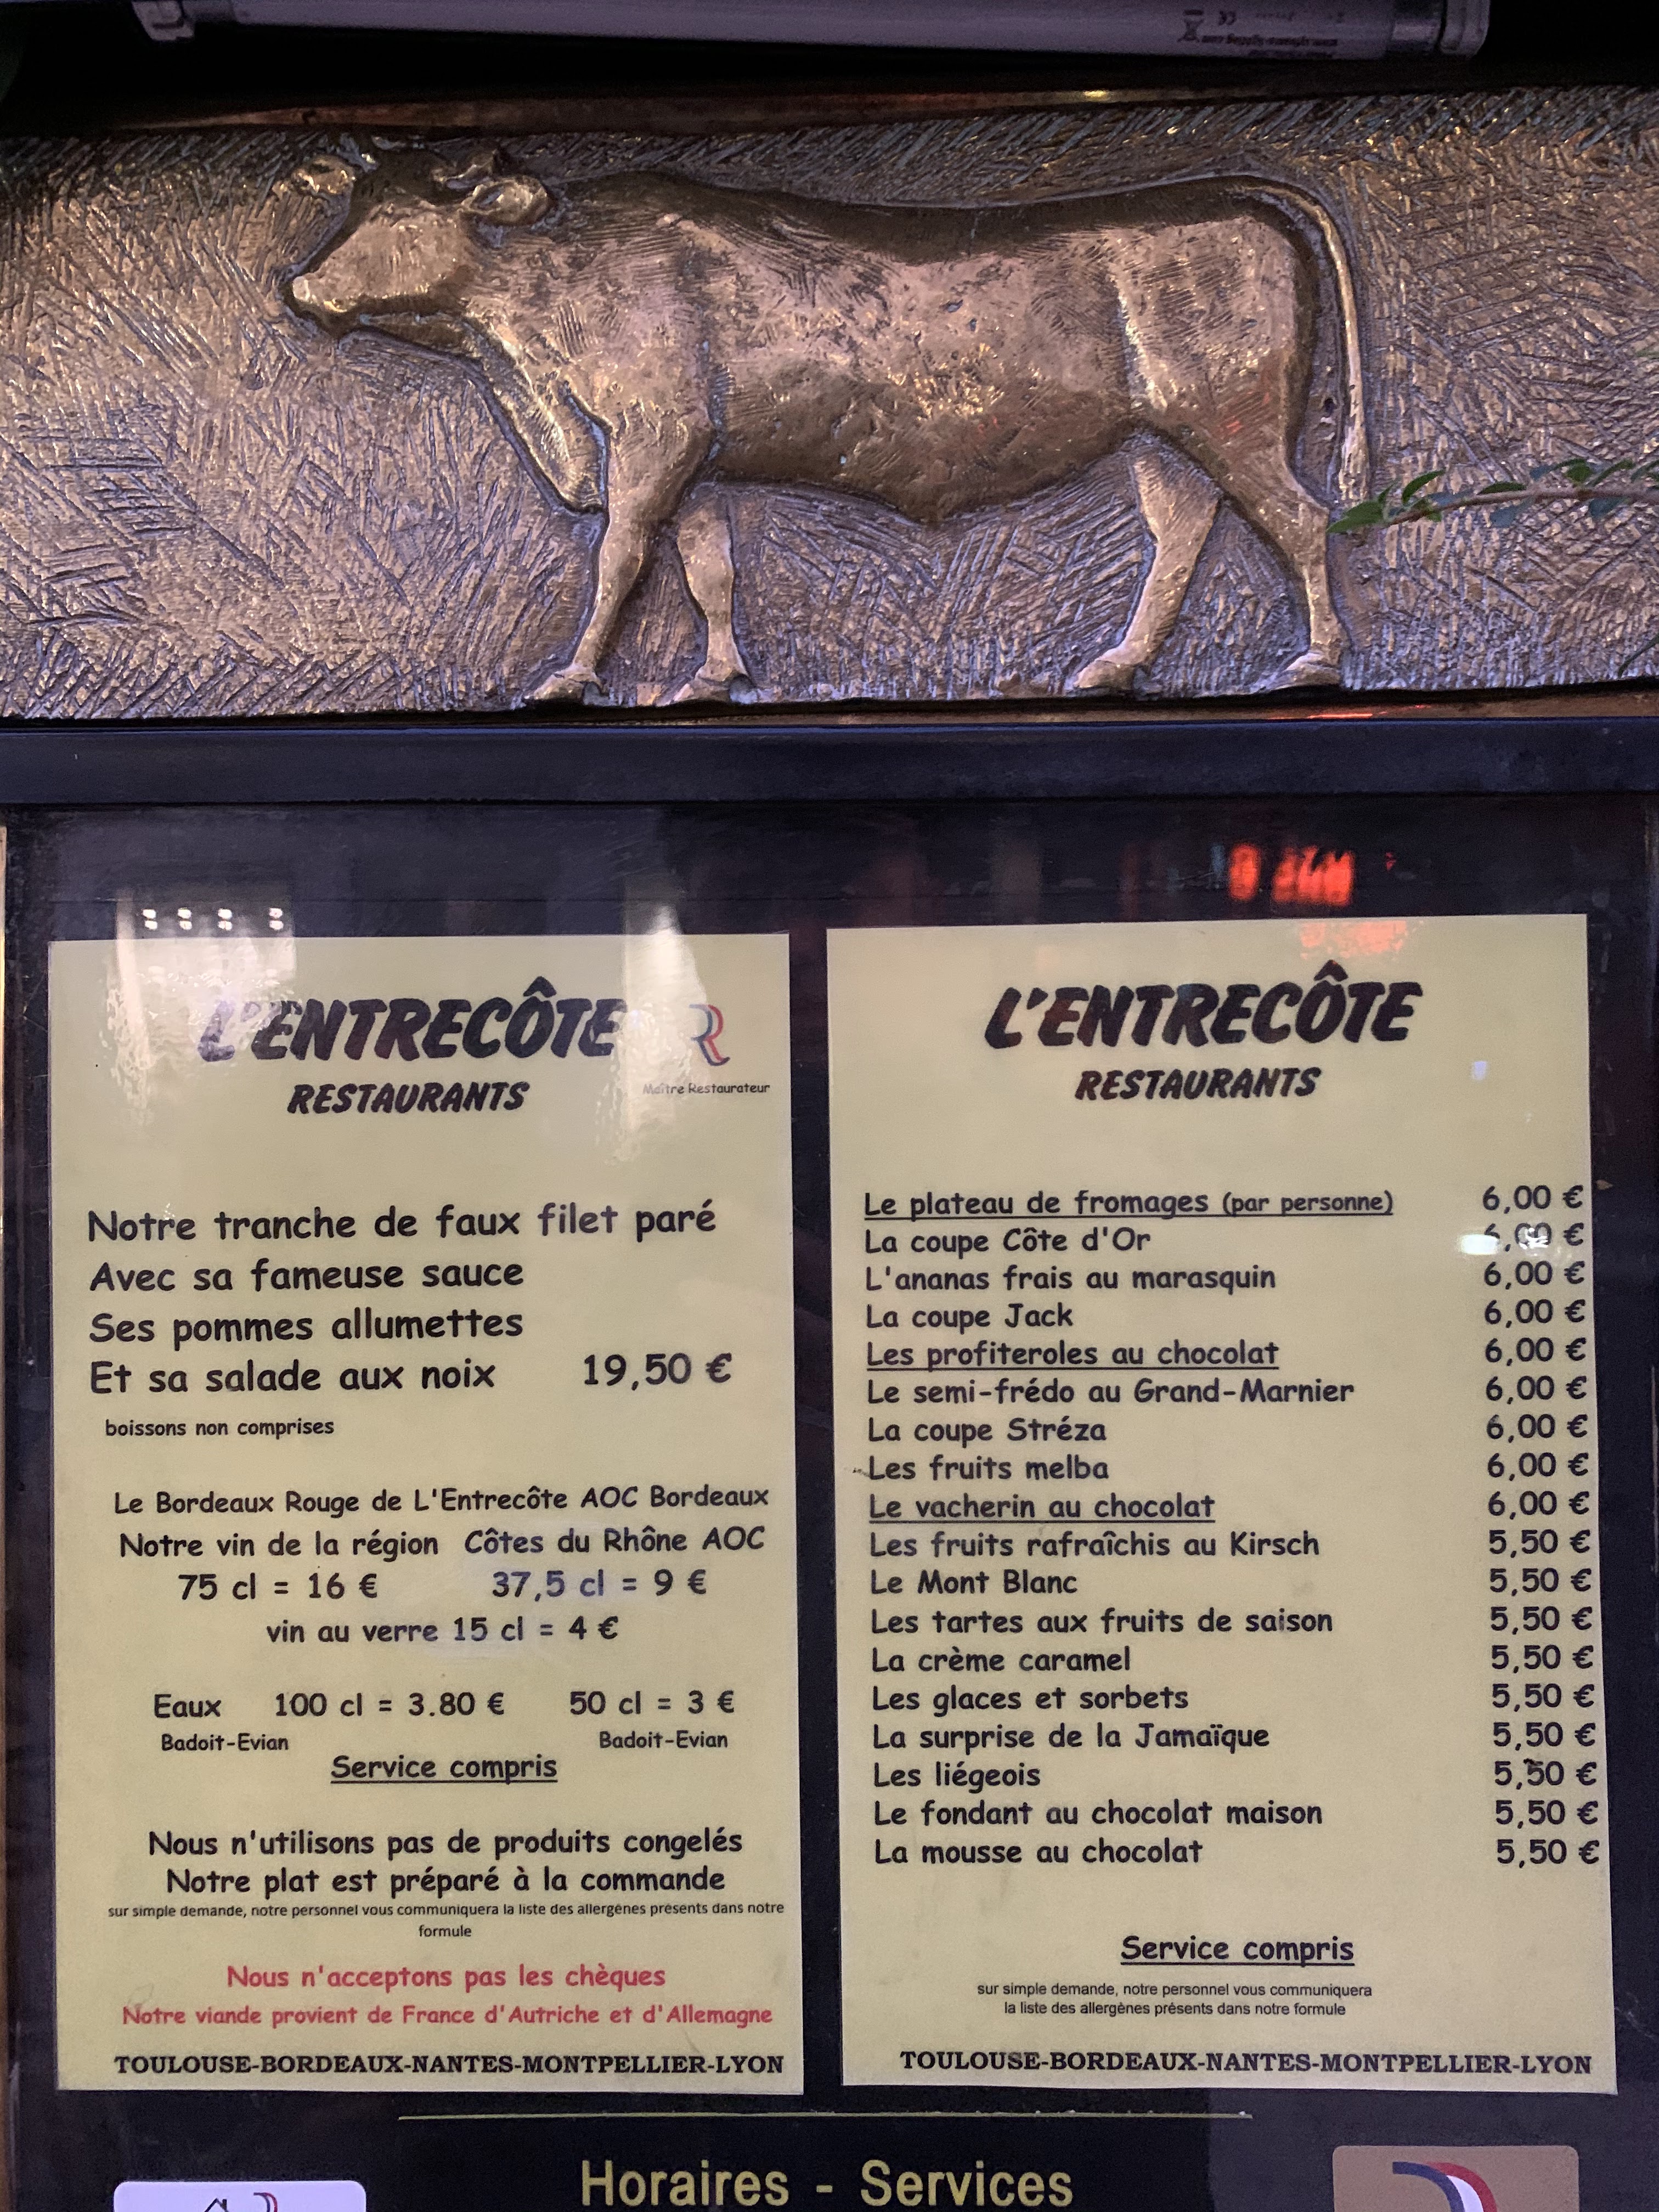 L'ENTRECÔTE
RESTAURANTS
Maître Restaurateur
Notre tranche de faux filet paré
Avec sa fameuse sauce
Ses pommes allumettes
Et sa salade aux noix 19,50 €
boissons non comprises
Le Bordeaux Rouge de L'Entrecôte AOC Bordeaux
Notre vin de la région Côtes du Rhône AOC
75 cl = 16 € 37,5 cl = 9 €
vin au verre 15 cl = 4 €
Eaux 100 cl = 3.80 € 50 cl = 3 €
Badoit-Evian Badoit-Evian
Service compris
Nous n'utilisons pas de produits congelés
Notre plat est préparé à la commande
sur simple demande, notre personnel vous communiquera la liste des allergènes présents dans notre
formule
Nous n'acceptons pas les chèques
Notre viande provient de France d'Autriche et d'Allemagne
TOULOUSE-BORDEAUX-NANTES-MONTPELLIER-LYON
L'ENTRECÔTE
RESTAURANTS
Le plateau de fromages (par personne) 6,00 €
La coupe Côte d'Or 6,00 €
L'ananas frais au marasquin 6,00 €
La coupe Jack 6,00 €
Les profiteroles au chocolat 6,00 €
Le semi-frédo au Grand-Marnier 6,00 €
La coupe Stréza 6,00 €
Les fruits melba 6,00 €
Le vacherin au chocolat 6,00 €
Les fruits rafraîchis au Kirsch 5,50 €
Le Mont Blanc 5,50 €
Les tartes aux fruits de saison 5,50 €
La crème caramel 5,50 €
Les glaces et sorbets 5,50 €
La surprise de la Jamaïque 5,50 €
Les liégeois 5,50 €
Le fondant au chocolat maison 5,50 €
La mousse au chocolat 5,50 €
Service compris
sur simple demande, notre personnel vous communiquera
la liste des allergènes présents dans notre formule
TOULOUSE-BORDEAUX-NANTES-MONTPELLIER-LYON
Horaires - Services